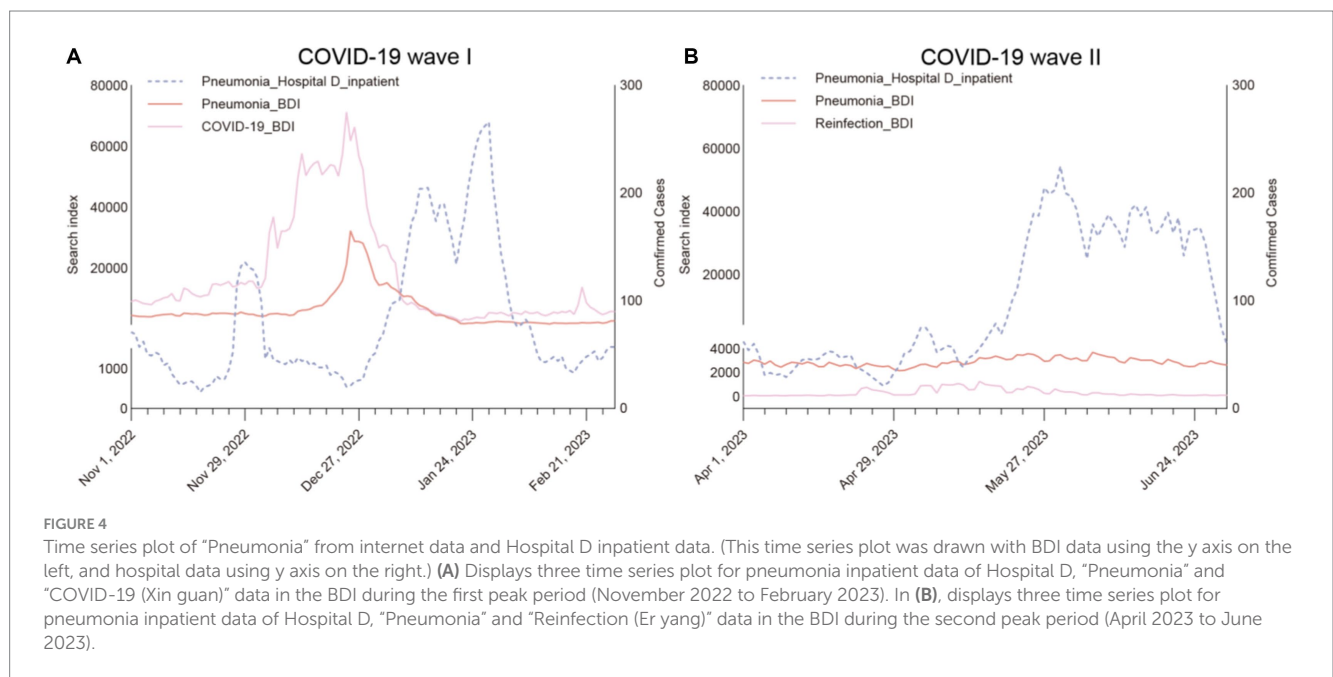 A
COVID-19 wave I
Pneumonia_Hospital D_inpatient
Pneumonia_BDI
COVID-19_BDI
80000
60000
40000
20000
1000
0
Search index
300
200
100
0
Comfirmed Cases
Nov 1, 2022
Nov 29, 2022
Dec 27, 2022
Jan 24, 2023
Feb 21, 2023
B
COVID-19 wave II
Pneumonia_Hospital D_inpatient
Pneumonia_BDI
Reinfection_BDI
80000
60000
40000
20000
4000
2000
0
Search index
300
200
100
0
Comfirmed Cases
Apr 1, 2023
Apr 29, 2023
May 27, 2023
Jun 24, 2023
FIGURE 4
Time series plot of “Pneumonia” from internet data and Hospital D inpatient data. (This time series plot was drawn with BDI data using the y axis on the
left, and hospital data using y axis on the right.) (A) Displays three time series plot for pneumonia inpatient data of Hospital D, “Pneumonia” and
“COVID-19 (Xin guan)” data in the BDI during the first peak period (November 2022 to February 2023). In (B), displays three time series plot for
pneumonia inpatient data of Hospital D, “Pneumonia” and “Reinfection (Er yang)” data in the BDI during the second peak period (April 2023 to June
2023).